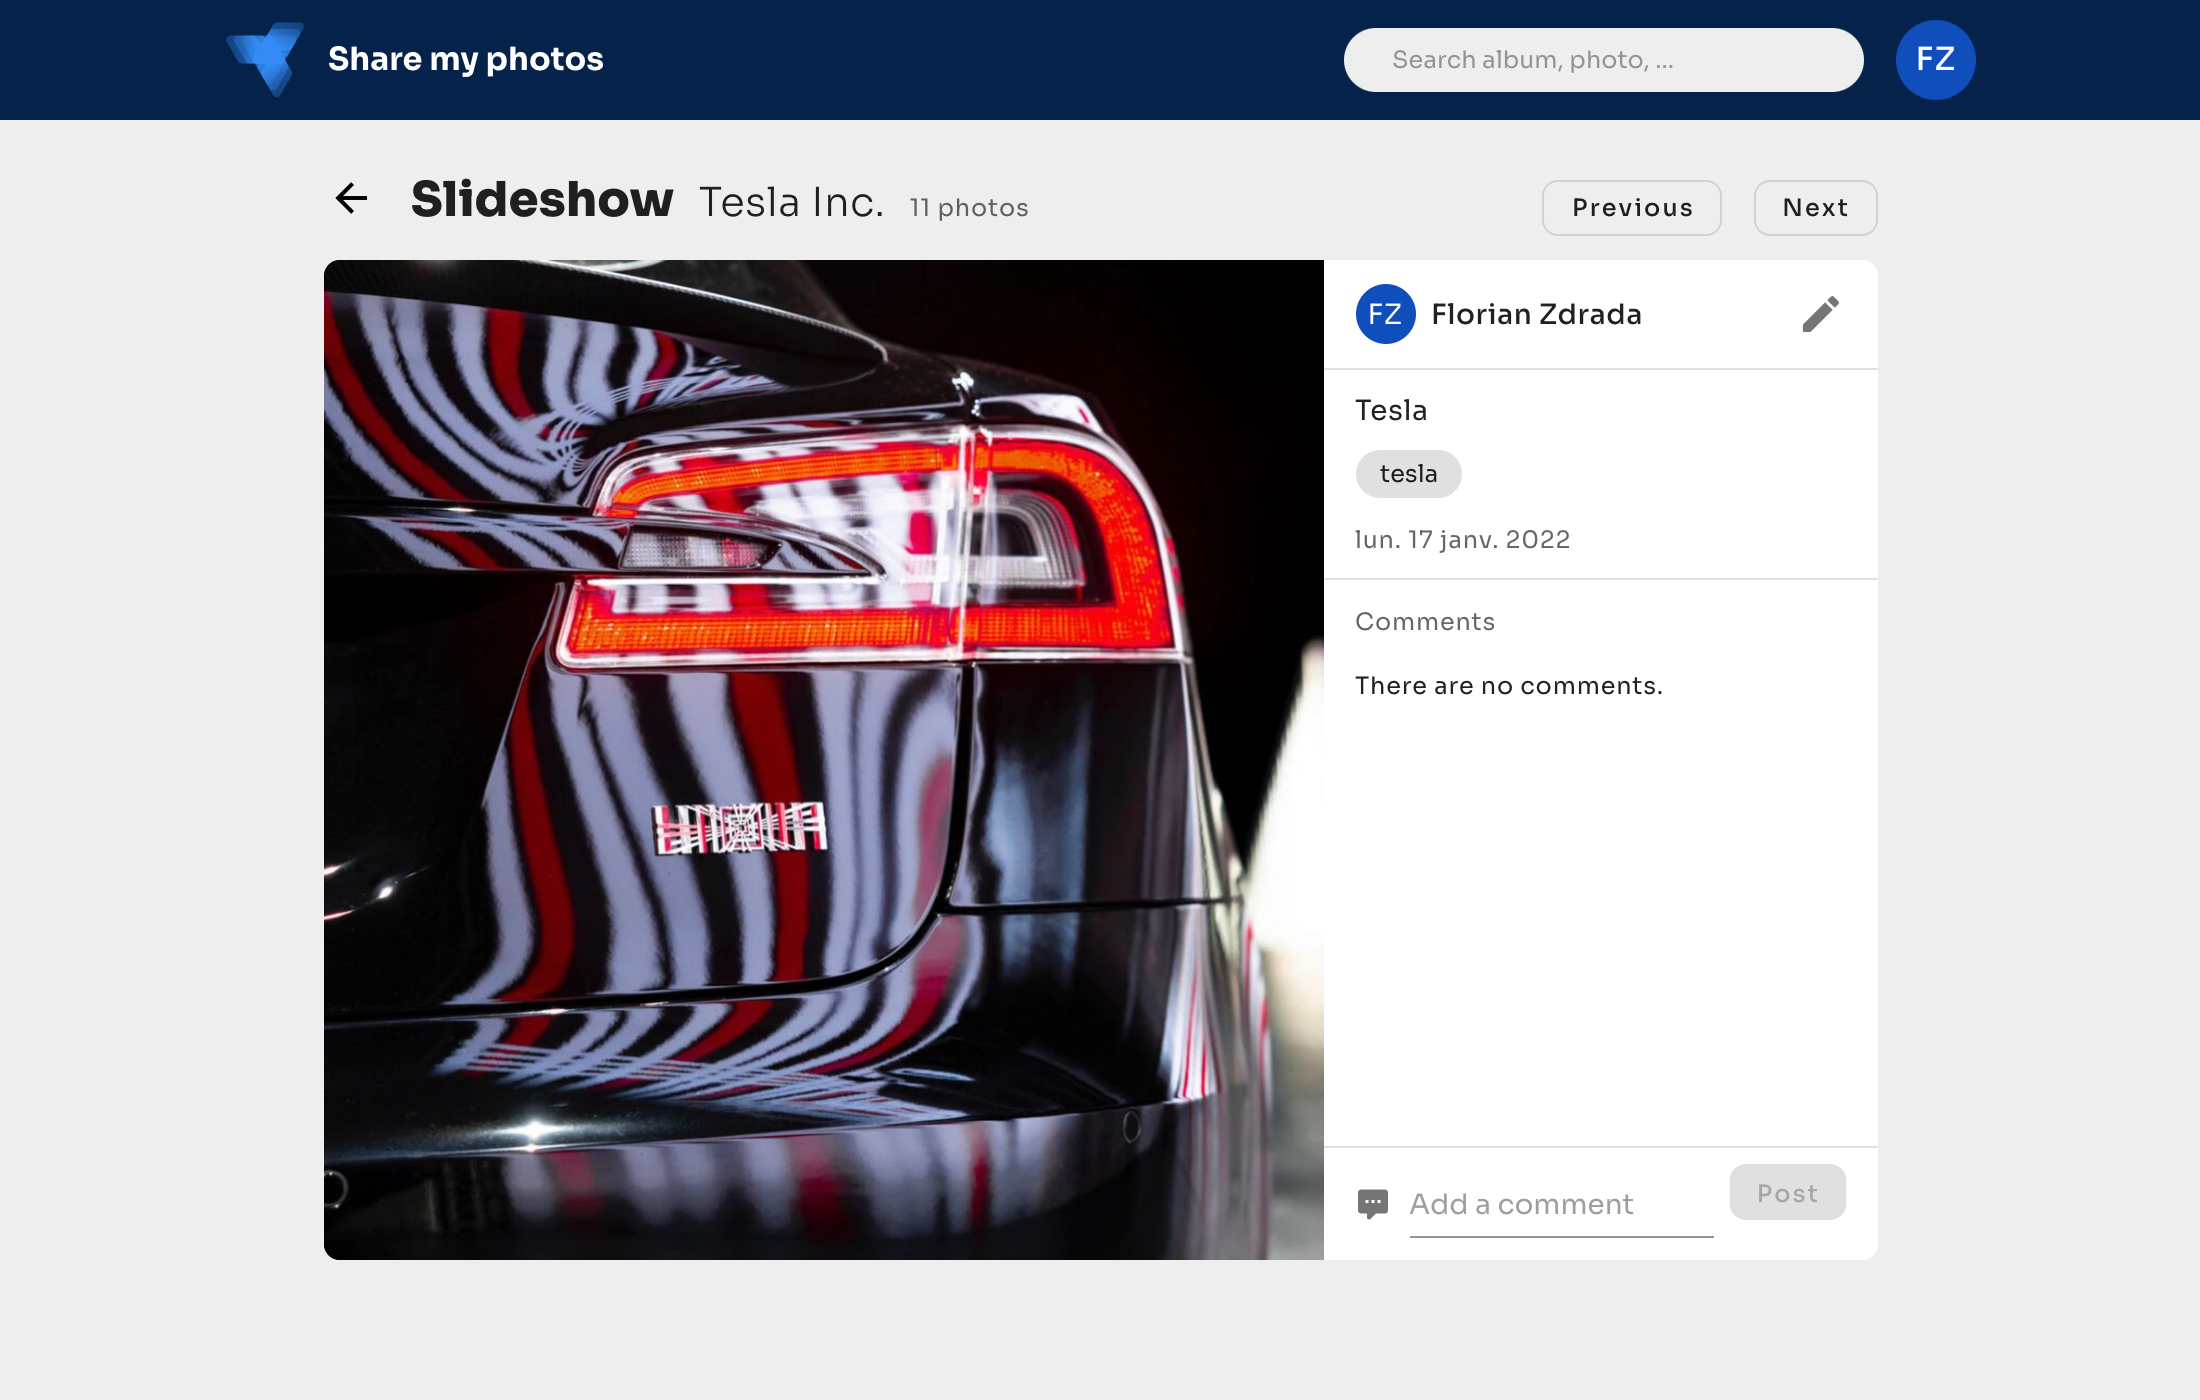 Share my photos
Search album, photo, ...
FZ
Slideshow Tesla Inc. 11 photos
Previous
Next
FZ Florian Zdrada
Tesla
tesla
lun. 17 janv. 2022
Comments
There are no comments.
Add a comment
Post